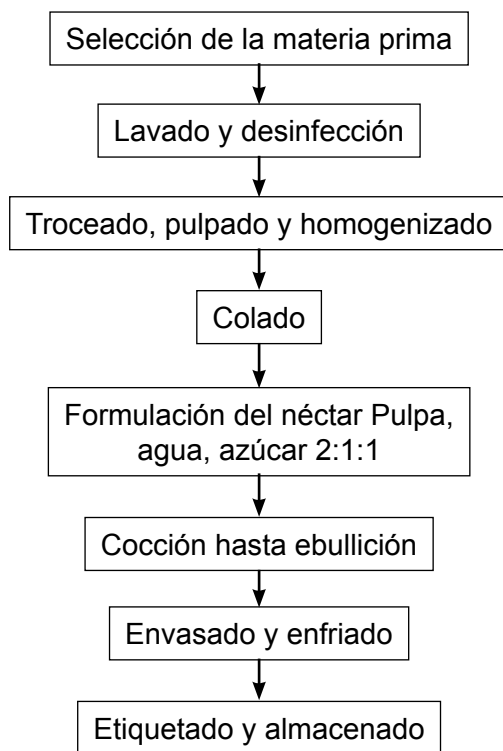 Selección de la materia prima
Lavado y desinfección
Troceado, pulpado y homogenizado
Colado
Formulación del néctar Pulpa,
agua, azúcar 2:1:1
Cocción hasta ebullición
Envasado y enfriado
Etiquetado y almacenado